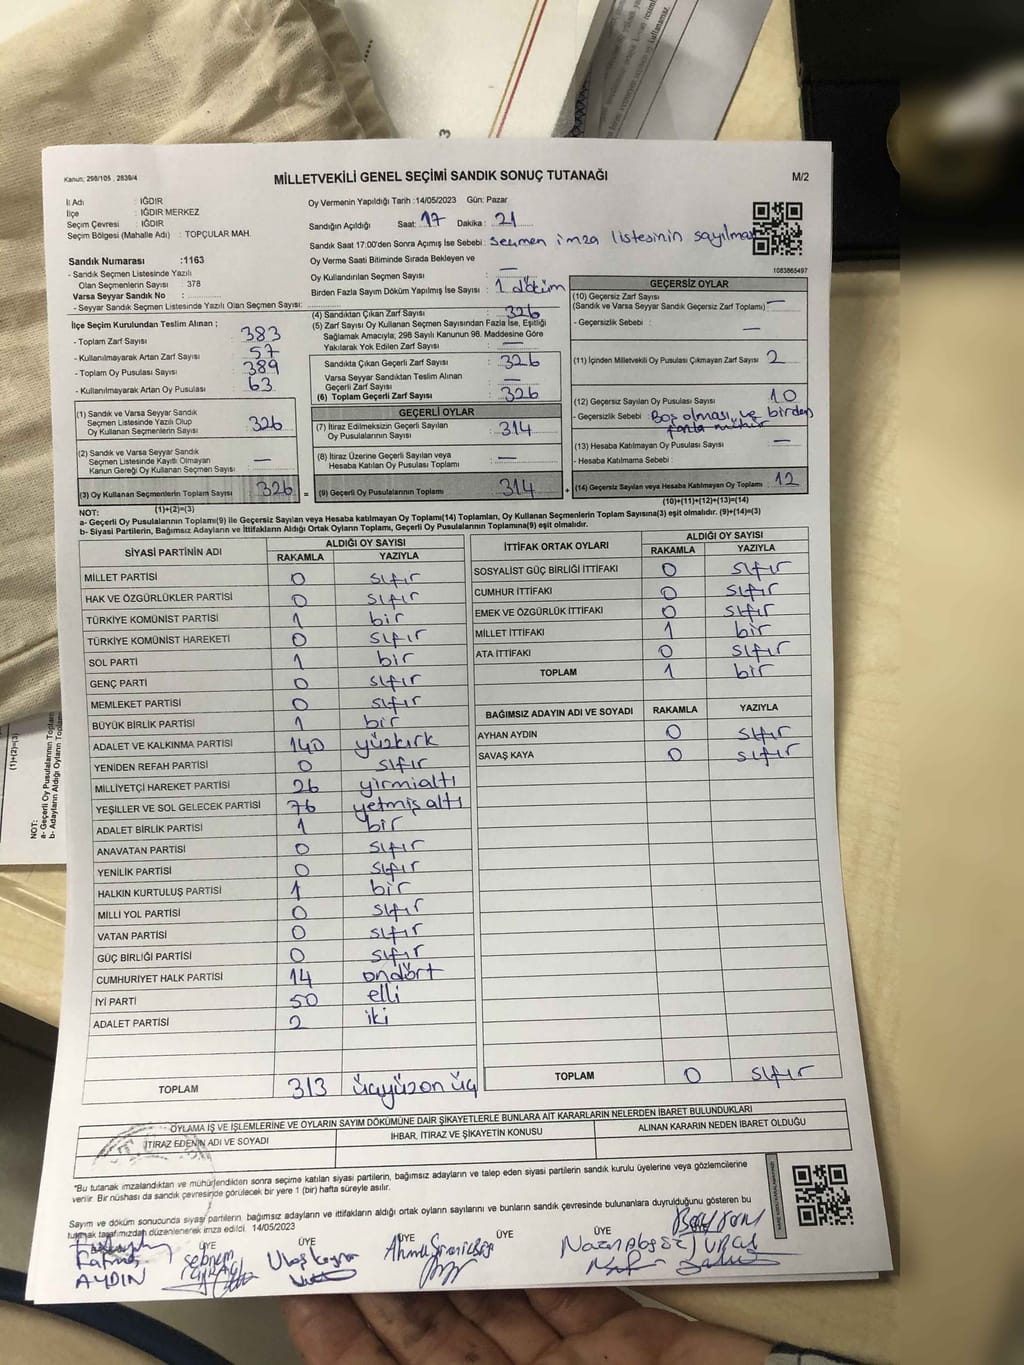 Kanun; 298/105 , 2839/4
MİLLETVEKİLİ GENEL SEÇİMİ SANDIK SONUÇ TUTANAĞI
M/2
İl Adı : IĞDIR
İlçe : IĞDIR MERKEZ
Seçim Çevresi : IĞDIR
Seçim Bölgesi (Mahalle Adı) : TOPÇULAR MAH.
Sandık Numarası :1163
- Sandık Seçmen Listesinde Yazılı
Olan Seçmenlerin Sayısı : 378
Varsa Seyyar Sandık No :
- Seyyar Sandık Seçmen Listesinde Yazılı Olan Seçmen Sayısı:
Oy Vermenin Yapıldığı Tarih :14/05/2023 Gün: Pazar
Sandığın Açıldığı Saat: 17 Dakika : 21
Sandık Saat 17:00'den Sonra Açımış İse Sebebi : seçmen imza listesinin sayılması
Oy Verme Saati Bitiminde Sırada Bekleyen ve
Oy Kullandırılan Seçmen Sayısı : —
Birden Fazla Sayım Döküm Yapılmış İse Sayısı : 1 döküm
1083865497
İlçe Seçim Kurulundan Teslim Alınan ;
- Toplam Zarf Sayısı : 383
- Kullanılmayarak Artan Zarf Sayısı : 57
- Toplam Oy Pusulası Sayısı : 389
- Kullanılmayarak Artan Oy Pusulası : 63
(1) Sandık ve Varsa Seyyar Sandık
Seçmen Listesinde Yazılı Olup
Oy Kullanan Seçmenlerin Sayısı : 326
(2) Sandık ve Varsa Seyyar Sandık
Seçmen Listesinde Kayıtlı Olmayan
Kanun Gereği Oy Kullanan Seçmen Sayısı : —
(3) Oy Kullanan Seçmenlerin Toplam Sayısı : 326
(1)+(2)=(3)
(4) Sandıktan Çıkan Zarf Sayısı : 326
(5) Zarf Sayısı Oy Kullanan Seçmen Sayısından Fazla İse, Eşitliği
Sağlamak Amacıyla; 298 Sayılı Kanunun 98. Maddesine Göre
Yakılarak Yok Edilen Zarf Sayısı : —
Sandıkta Çıkan Geçerli Zarf Sayısı : 326
Varsa Seyyar Sandıktan Teslim Alınan
Geçerli Zarf Sayısı : —
(6) Toplam Geçerli Zarf Sayısı : 326
GEÇERLİ OYLAR
(7) İtiraz Edilmeksizin Geçerli Sayılan
Oy Pusulalarının Sayısı : 314
(8) İtiraz Üzerine Geçerli Sayılan veya
Hesaba Katılan Oy Pusulası Toplamı : —
= (9) Geçerli Oy Pusulalarının Toplamı : 314 +
GEÇERSİZ OYLAR
(10) Geçersiz Zarf Sayısı
(Sandık ve Varsa Seyyar Sandık Geçersiz Zarf Toplamı) : —
- Geçersizlik Sebebi : —
(11) İçinden Milletvekili Oy Pusulası Çıkmayan Zarf Sayısı : 2
(12) Geçersiz Sayılan Oy Pusulası Sayısı : 10
- Geçersizlik Sebebi : Boş olması ve birden
fazla mühür
(13) Hesaba Katılmayan Oy Pusulası Sayısı : —
- Hesaba Katılmama Sebebi :
(14) Geçersiz Sayılan veya Hesaba Katılmayan Oy Toplamı : 12
(10)+(11)+(12)+(13)=(14)
NOT:
a- Geçerli Oy Pusulalarının Toplamı(9) ile Geçersiz Sayılan veya Hesaba katılmayan Oy Toplamı(14) Toplamları, Oy Kullanan Seçmenlerin Toplam Sayısına(3) eşit olmalıdır. (9)+(14)=(3)
b- Siyasi Partilerin, Bağımsız Adayların ve İttifakların Aldığı Ortak Oyların Toplamı, Geçerli Oy Pusulalarının Toplamına(9) eşit olmalıdır.
SİYASİ PARTİNİN ADI ALDIĞI OY SAYISI
RAKAMLA YAZIYLA
MİLLET PARTİSİ 0 sıfır
HAK VE ÖZGÜRLÜKLER PARTİSİ 0 sıfır
TÜRKİYE KOMÜNİST PARTİSİ 1 bir
TÜRKİYE KOMÜNİST HAREKETİ 0 sıfır
SOL PARTİ 1 bir
GENÇ PARTİ 0 sıfır
MEMLEKET PARTİSİ 0 sıfır
BÜYÜK BİRLİK PARTİSİ 1 bir
ADALET VE KALKINMA PARTİSİ 140 yüzkırk
YENİDEN REFAH PARTİSİ 0 sıfır
MİLLİYETÇİ HAREKET PARTİSİ 26 yirmialtı
YEŞİLLER VE SOL GELECEK PARTİSİ 76 yetmişaltı
ADALET BİRLİK PARTİSİ 1 bir
ANAVATAN PARTİSİ 0 sıfır
YENİLİK PARTİSİ 0 sıfır
HALKIN KURTULUŞ PARTİSİ 1 bir
MİLLİ YOL PARTİSİ 0 sıfır
VATAN PARTİSİ 0 sıfır
GÜÇ BİRLİĞİ PARTİSİ 0 sıfır
CUMHURİYET HALK PARTİSİ 14 ondört
İYİ PARTİ 50 elli
ADALET PARTİSİ 2 iki
TOPLAM 313 üçyüzon üç
İTTİFAK ORTAK OYLARI ALDIĞI OY SAYISI
RAKAMLA YAZIYLA
SOSYALİST GÜÇ BİRLİĞİ İTTİFAKI 0 sıfır
CUMHUR İTTİFAKI 0 sıfır
EMEK VE ÖZGÜRLÜK İTTİFAKI 0 sıfır
MİLLET İTTİFAKI 1 bir
ATA İTTİFAKI 0 sıfır
TOPLAM 1 bir
BAĞIMSIZ ADAYIN ADI VE SOYADI RAKAMLA YAZIYLA
AYHAN AYDIN 0 sıfır
SAVAŞ KAYA 0 sıfır
TOPLAM 0 sıfır
OYLAMA İŞ VE İŞLEMLERİNE VE OYLARIN SAYIM DÖKÜMÜNE DAİR ŞİKAYETLERLE BUNLARA AİT KARARLARIN NELERDEN İBARET BULUNDUKLARI
İTİRAZ EDENİN ADI VE SOYADI İHBAR, İTİRAZ VE ŞİKAYETİN KONUSU ALINAN KARARIN NEDEN İBARET OLDUĞU
*Bu tutanak imzalandıktan ve mühürlendikten sonra seçime katılan siyasi partilerin, bağımsız adayların ve talep eden siyasi partilerin sandık kurulu üyelerine veya gözlemcilerine
verilir. Bir nüshası da sandık çevresinde görülecek bir yere 1 (bir) hafta süreyle asılır.
Sayım ve döküm sonucunda siyasi partilerin, bağımsız adayların ve ittifakların aldığı ortak oyların sayılarını ve bunların sandık çevresinde bulunanlara duyrulduğunu gösteren bu
tutanak tarafımızdan düzenlenerek imza edildi. 14/05/2023
ÜYE ÜYE ÜYE ÜYE
AYDIN
NOT:
a- Geçerli Oy Pusulalarının Toplam
b- Siyasi Partilerin, Bağımsız
(1)+(2)=(3)